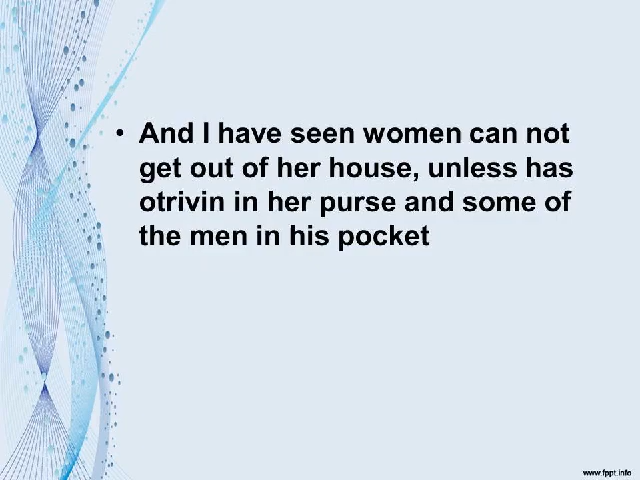 • And I have seen women can not
get out of her house, unless has
otrivin in her purse and some of
the men in his pocket
www.fppt.info